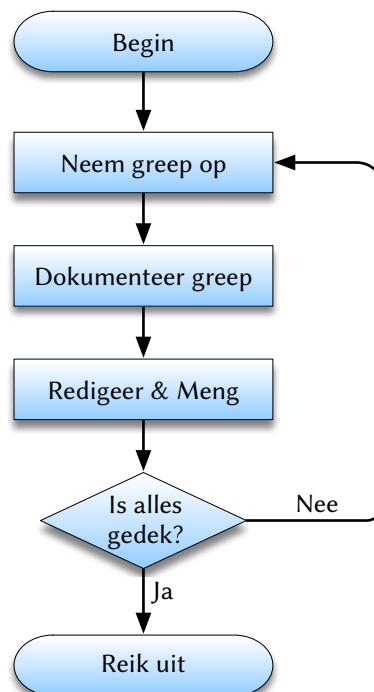 Begin
Neem greep op
Dokumenteer greep
Redigeer & Meng
Is alles
gedek?
Nee
Ja
Reik uit